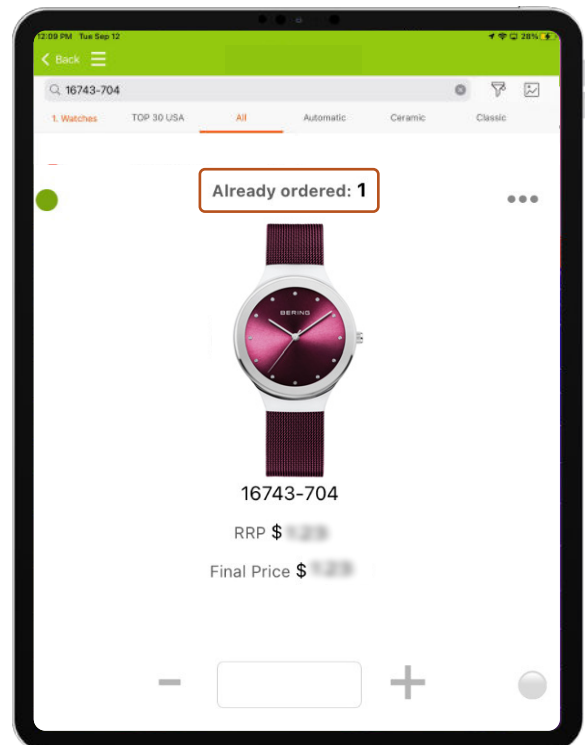 12:09 PM Tue Sep 12 28%
Back
16743-704
1. Watches TOP 30 USA All Automatic Ceramic Classic
Already ordered: 1
BERING
16743-704
RRP $
Final Price $